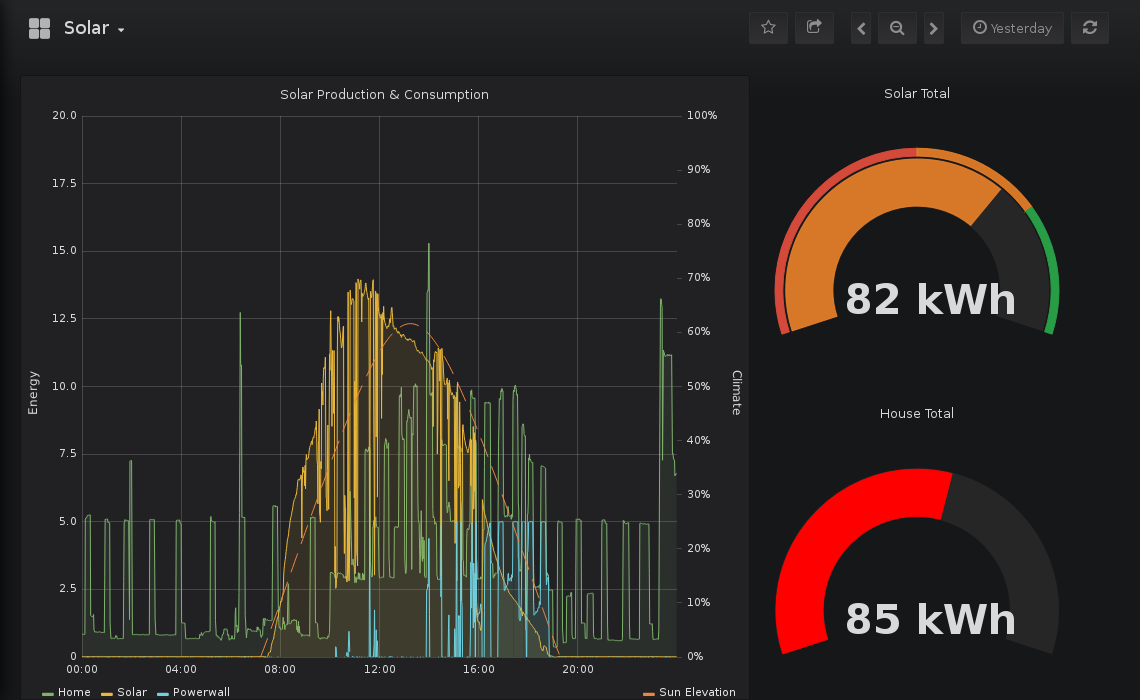 Solar
Yesterday
Solar Production & Consumption
20.0
17.5
15.0
12.5
10.0
7.5
5.0
2.5
0
Energy
100%
90%
80%
70%
60%
50%
40%
30%
20%
10%
0%
Climate
00:00 04:00 08:00 12:00 16:00 20:00
Home Solar Powerwall Sun Elevation
Solar Total
82 kWh
House Total
85 kWh